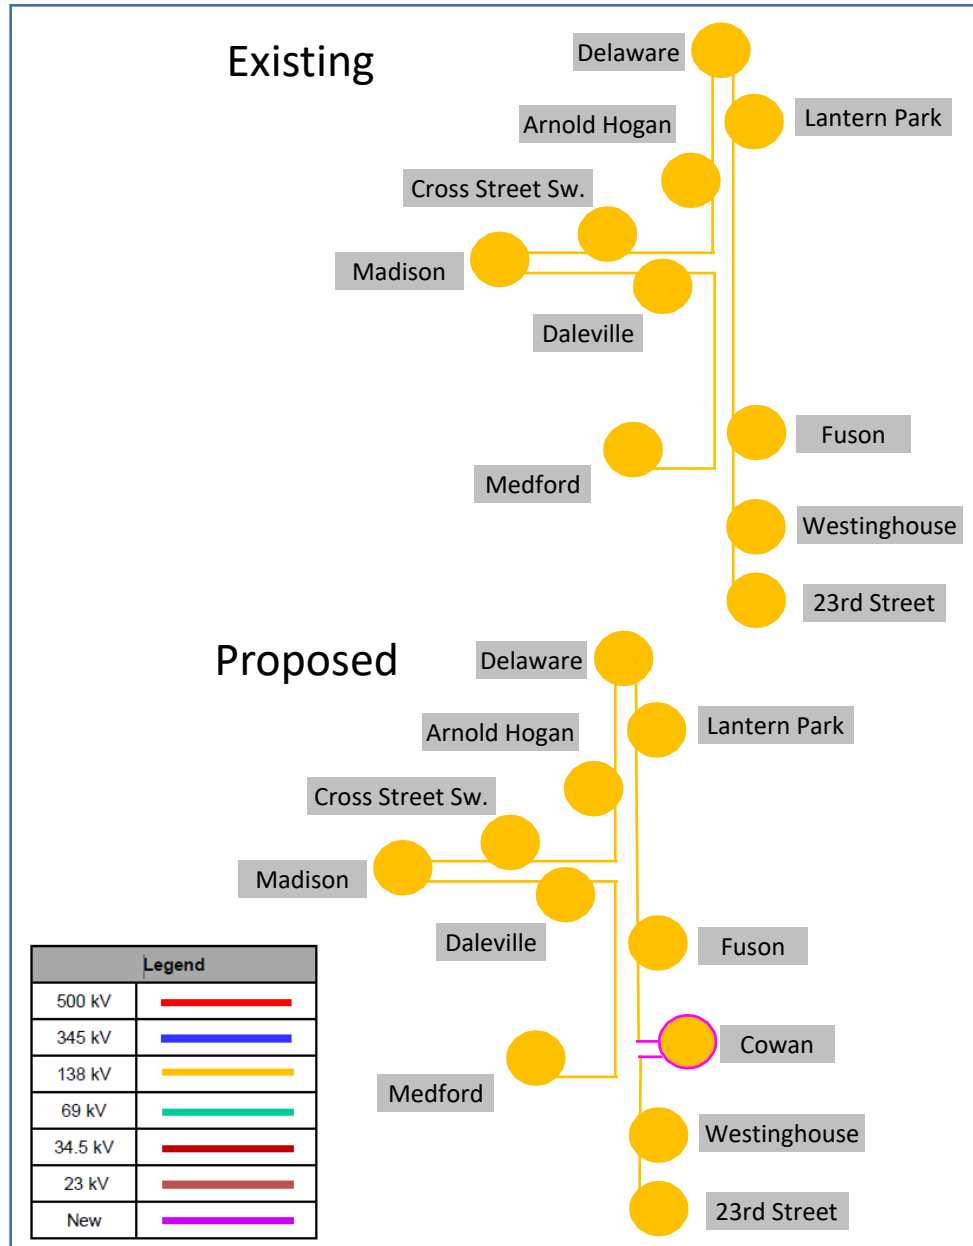 Existing
Delaware
Lantern Park
Arnold Hogan
Cross Street Sw.
Madison
Daleville
Fuson
Medford
Westinghouse
23rd Street
Proposed
Delaware
Lantern Park
Arnold Hogan
Cross Street Sw.
Madison
Daleville
Fuson
Cowan
Medford
Westinghouse
23rd Street
Legend
500 kV
345 kV
138 kV
69 kV
34.5 kV
23 kV
New